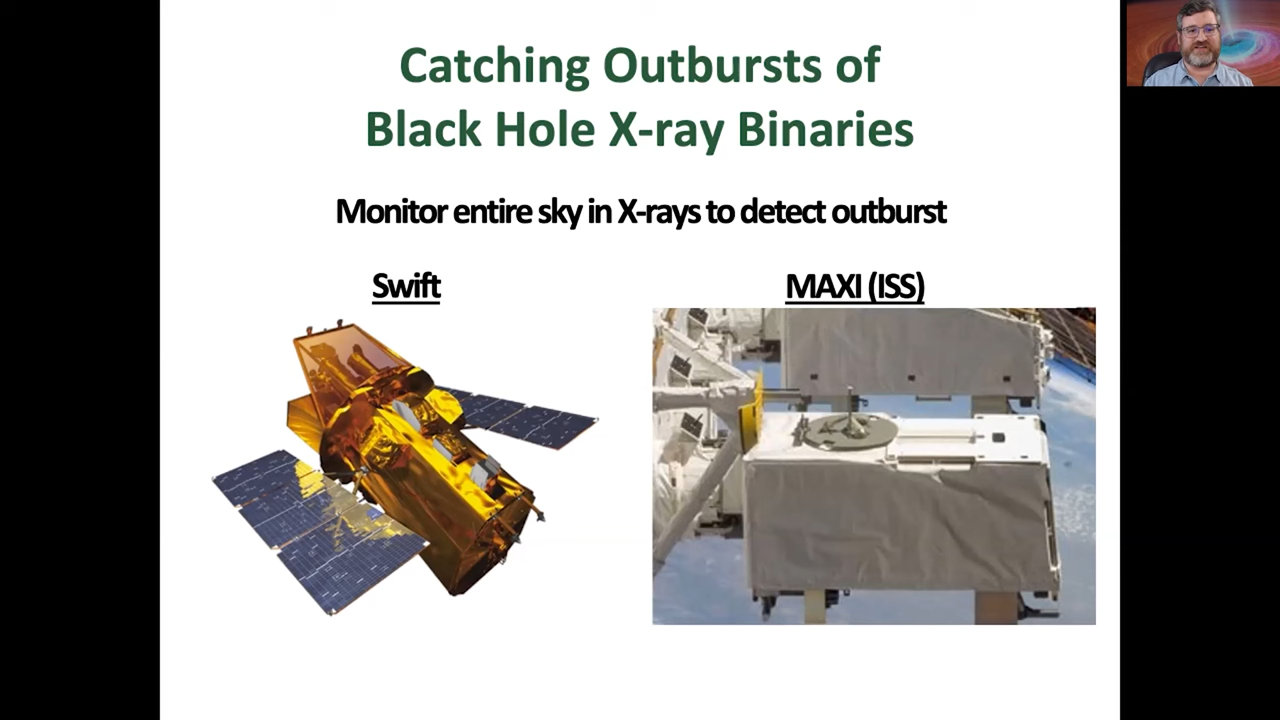 Catching Outbursts of
Black Hole X-ray Binaries
Monitor entire sky in X-rays to detect outburst
Swift
MAXI (ISS)